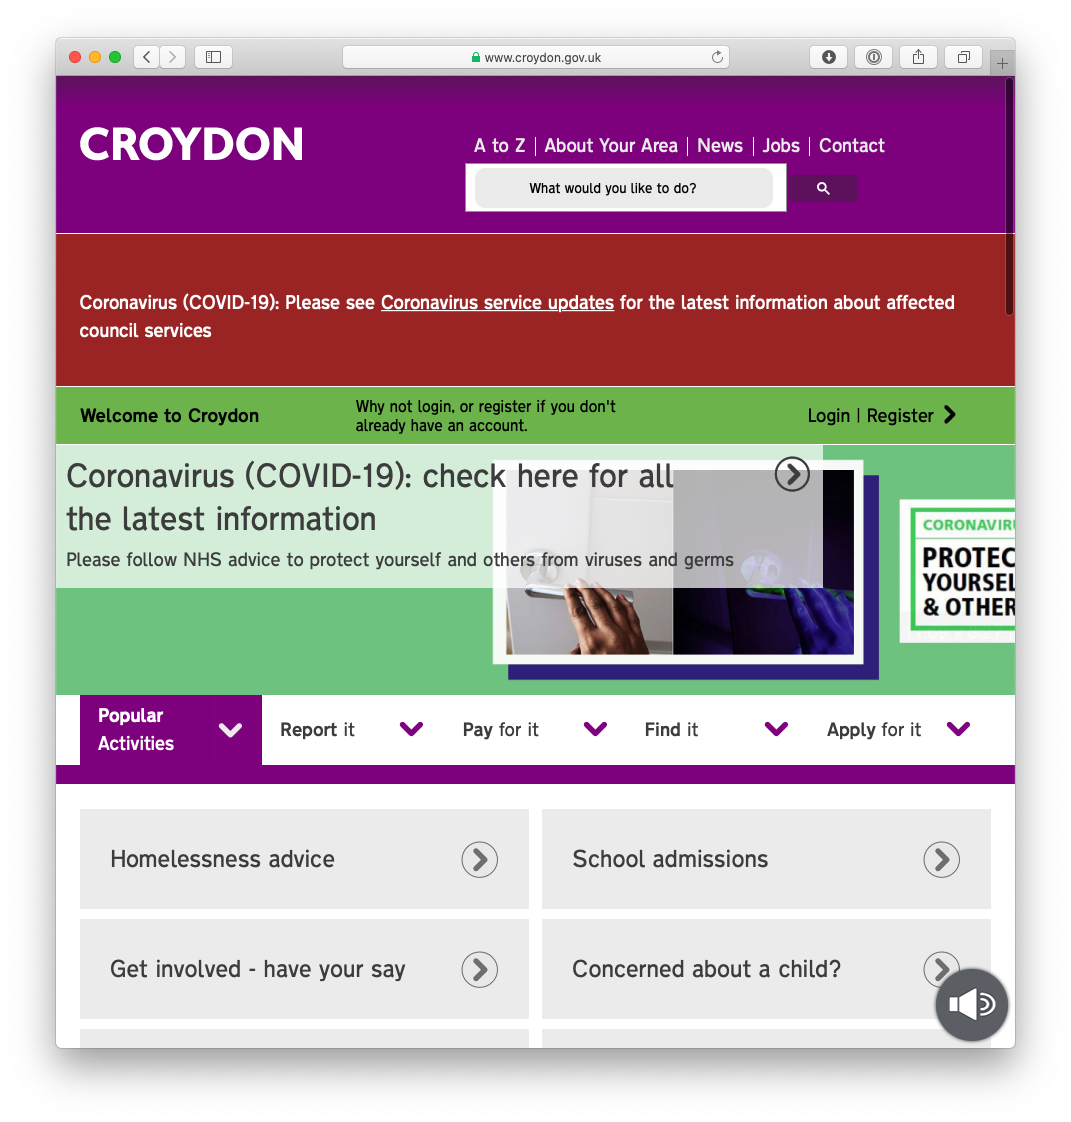 www.croydon.gov.uk
CROYDON
A to Z | About Your Area | News | Jobs | Contact
What would you like to do?
Coronavirus (COVID-19): Please see Coronavirus service updates for the latest information about affected
council services
Welcome to Croydon
Why not login, or register if you don't
already have an account.
Login | Register
Coronavirus (COVID-19): check here for all
the latest information
Please follow NHS advice to protect yourself and others from viruses and germs
CORONAVIRU
PROTEC
YOURSEL
& OTHER
Popular
Activities
Report it
Pay for it
Find it
Apply for it
Homelessness advice
School admissions
Get involved - have your say
Concerned about a child?